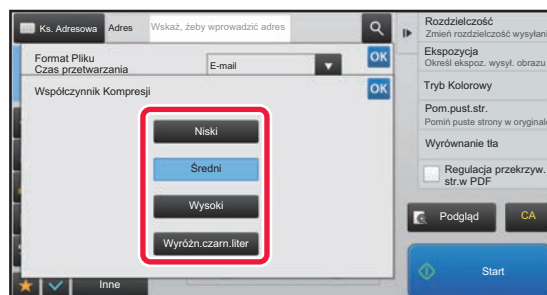 Ks. Adresowa
Adres
Wskaż, żeby wprowadzić adres
Format Pliku
Czas przetwarzania
E-mail
OK
Współczynnik Kompresji
OK
Niski
Średni
Wysoki
Wyróżn.czarn.liter
Inne
Rozdzielczość
Zmień rozdzielczość wysyłani
Ekspozycja
Określ ekspoz. wysył. obrazu
Tryb Kolorowy
Pom.pust.str.
Pomiń puste strony w oryginale
Wyrównanie tła
Regulacja przekrzyw.
str.w PDF
Podgląd
CA
Start